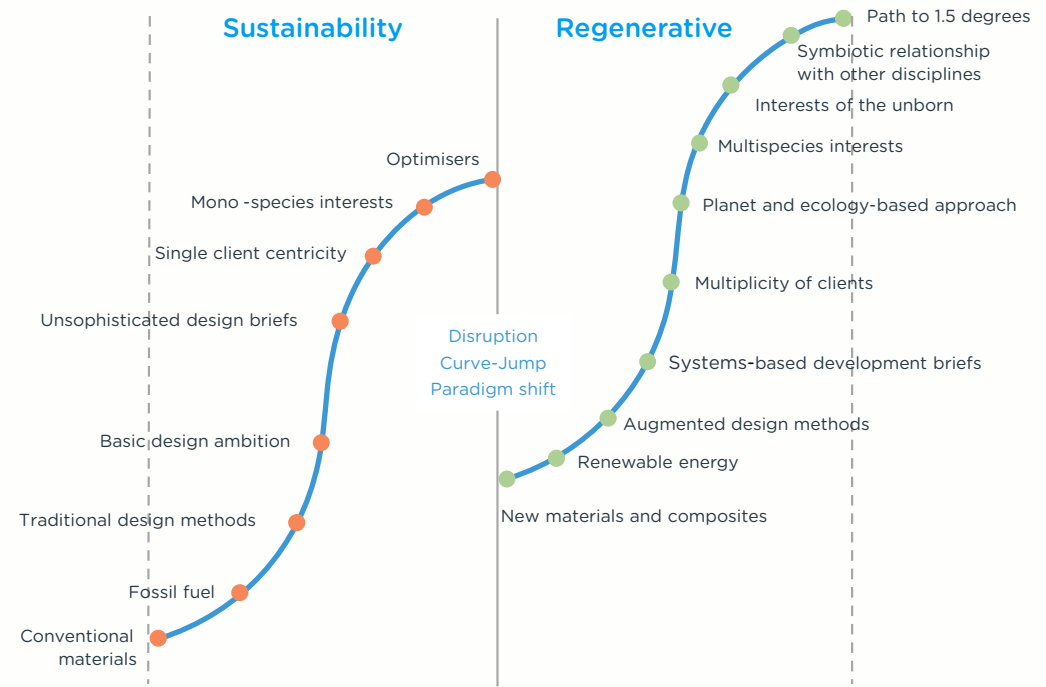 Sustainability
Optimisers
Mono -species interests
Single client centricity
Unsophisticated design briefs
Basic design ambition
Traditional design methods
Fossil fuel
Conventional
materials
Disruption
Curve-Jump
Paradigm shift
Regenerative
Path to 1.5 degrees
Symbiotic relationship
with other disciplines
Interests of the unborn
Multispecies interests
Planet and ecology-based approach
Multiplicity of clients
Systems-based development briefs
Augmented design methods
Renewable energy
New materials and composites